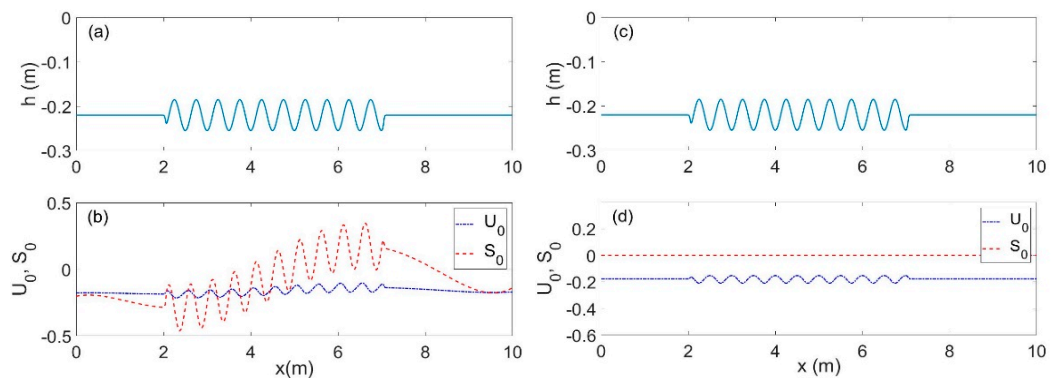 (a)
h (m)
0
-0.1
-0.2
-0.3
0 2 4 6 8 10
(c)
h (m)
0
-0.1
-0.2
-0.3
0 2 4 6 8 10
(b)
U₀, S₀
0.5
0
-0.5
U₀
S₀
0 2 4 6 8 10
x(m)
(d)
U₀, S₀
0.2
0
-0.2
-0.4
-0.6
U₀
S₀
0 2 4 6 8 10
x (m)